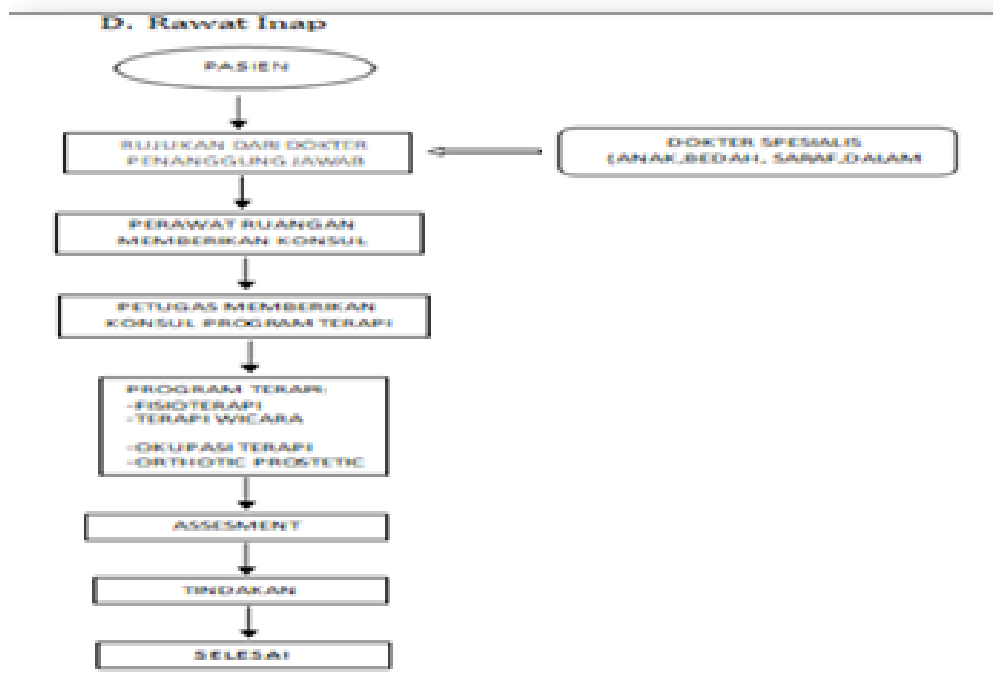 D. Rawat Inap
PASIEN
RUJUKAN DARI DOKTER
PENANGGUNG JAWAB
DOKTER SPESIALIS
(ANAK,BEDAH, SARAF,DALAM
PERAWAT RUANGAN
MEMBERIKAN KONSUL
PETUGAS MEMBERIKAN
KONSUL PROGRAM TERAPI
PROGRAM TERAPI:
-FISIOTERAPI
-TERAPI WICARA
-OKUPASI TERAPI
-ORTHOTIC PROSTETIC
ASSESMENT
TINDAKAN
SELESAI